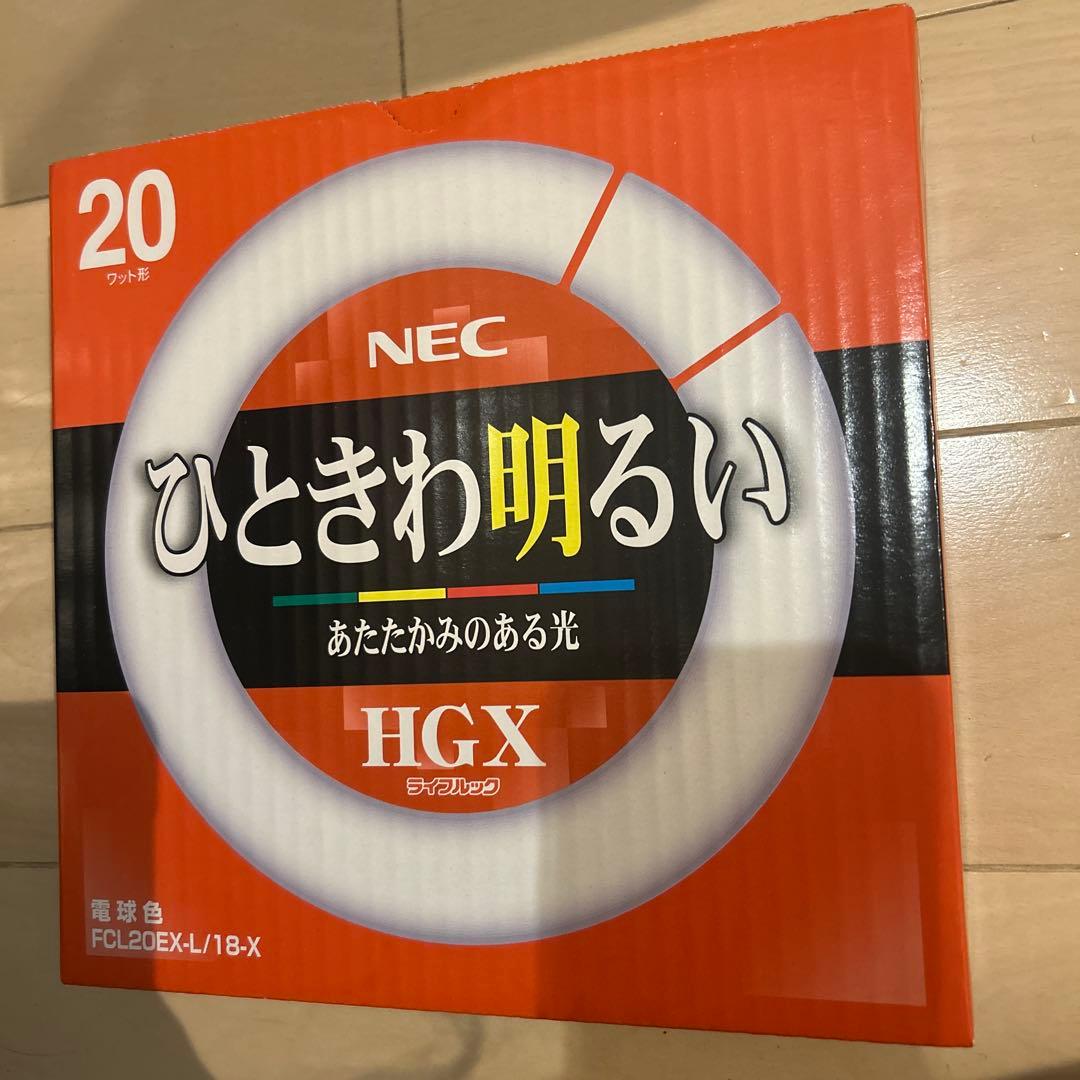 20
ワット形
NEC
ひときわ明るい
あたたかみのある光
HGX
ライフルック
電球色
FCL20EX-L/18-X